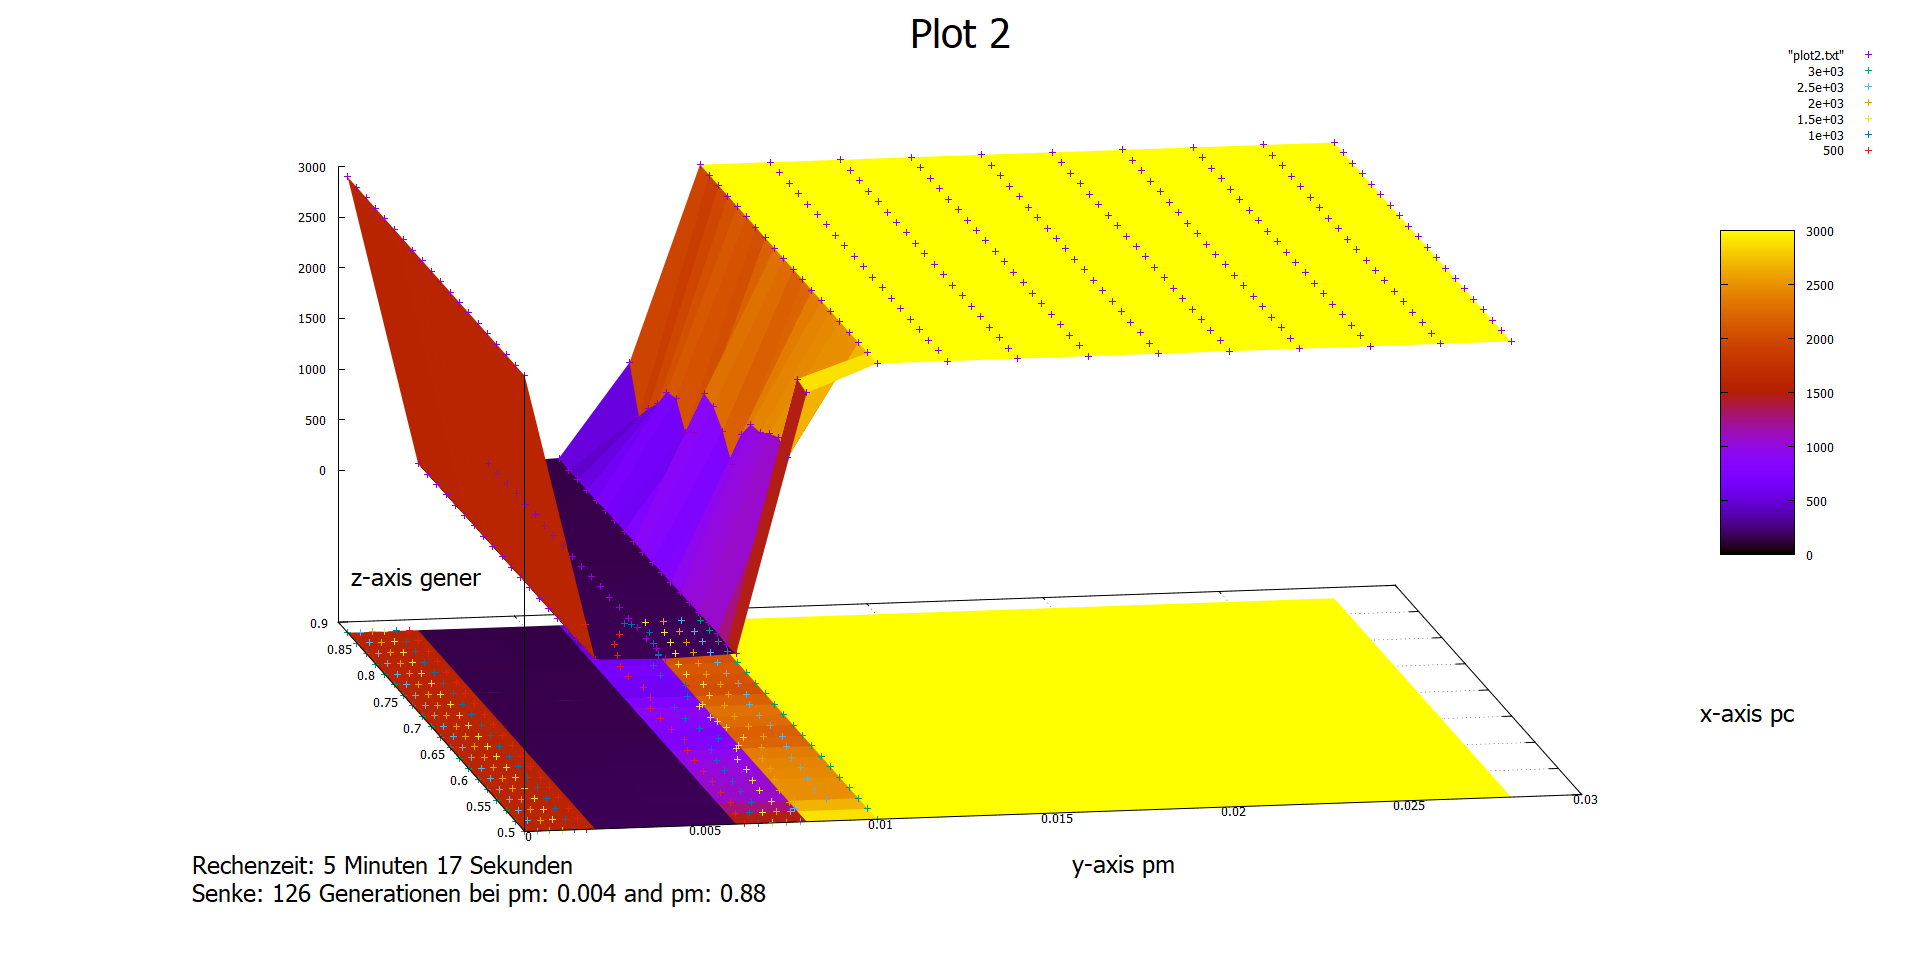 Plot 2
"plot2.txt"
3e+03
2.5e+03
2e+03
1.5e+03
1e+03
500
3000
2500
2000
1500
1000
500
0
3000
2500
2000
1500
1000
500
0
z-axis gener
0.9
0.85
0.8
0.75
0.7
0.65
0.6
0.55
0.5
0
0.005
0.01
0.015
0.02
0.025
0.03
x-axis pc
y-axis pm
Rechenzeit: 5 Minuten 17 Sekunden
Senke: 126 Generationen bei pm: 0.004 and pm: 0.88